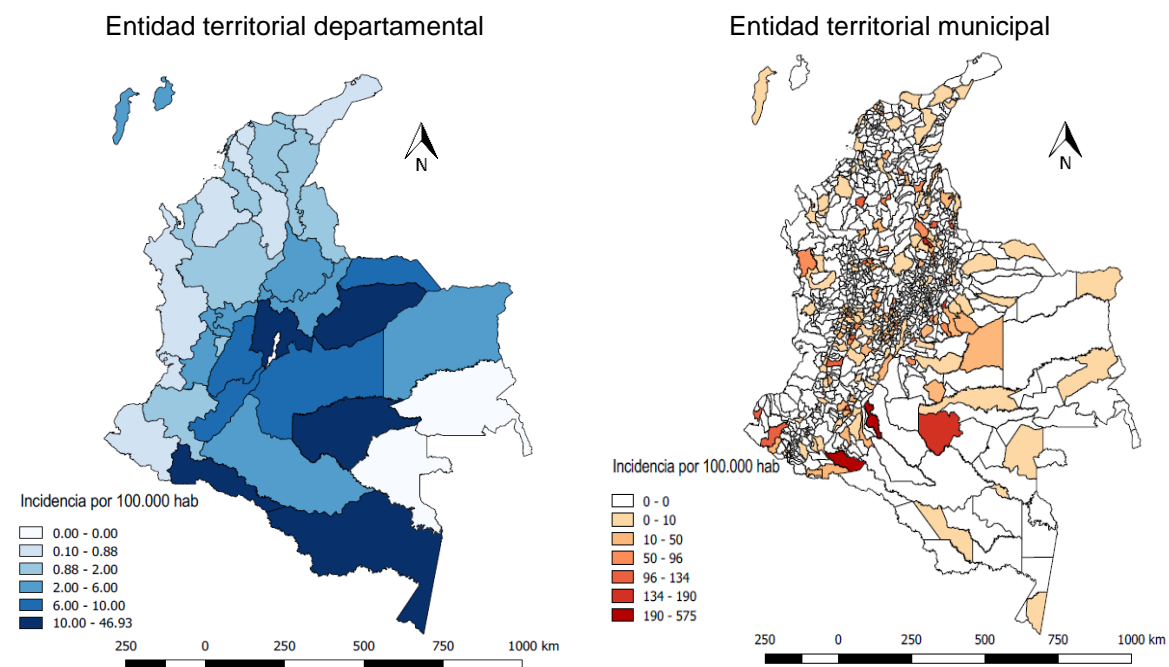 Entidad territorial departamental
N
Incidencia por 100.000 hab
0.00 - 0.00
0.10 - 0.88
0.88 - 2.00
2.00 - 6.00
6.00 - 10.00
10.00 - 46.93
250 0 250 500 750 1000 km
Entidad territorial municipal
N
Incidencia por 100.000 hab
0 - 0
0 - 10
10 - 50
50 - 96
96 - 134
134 - 190
190 - 575
250 0 250 500 750 1000 km